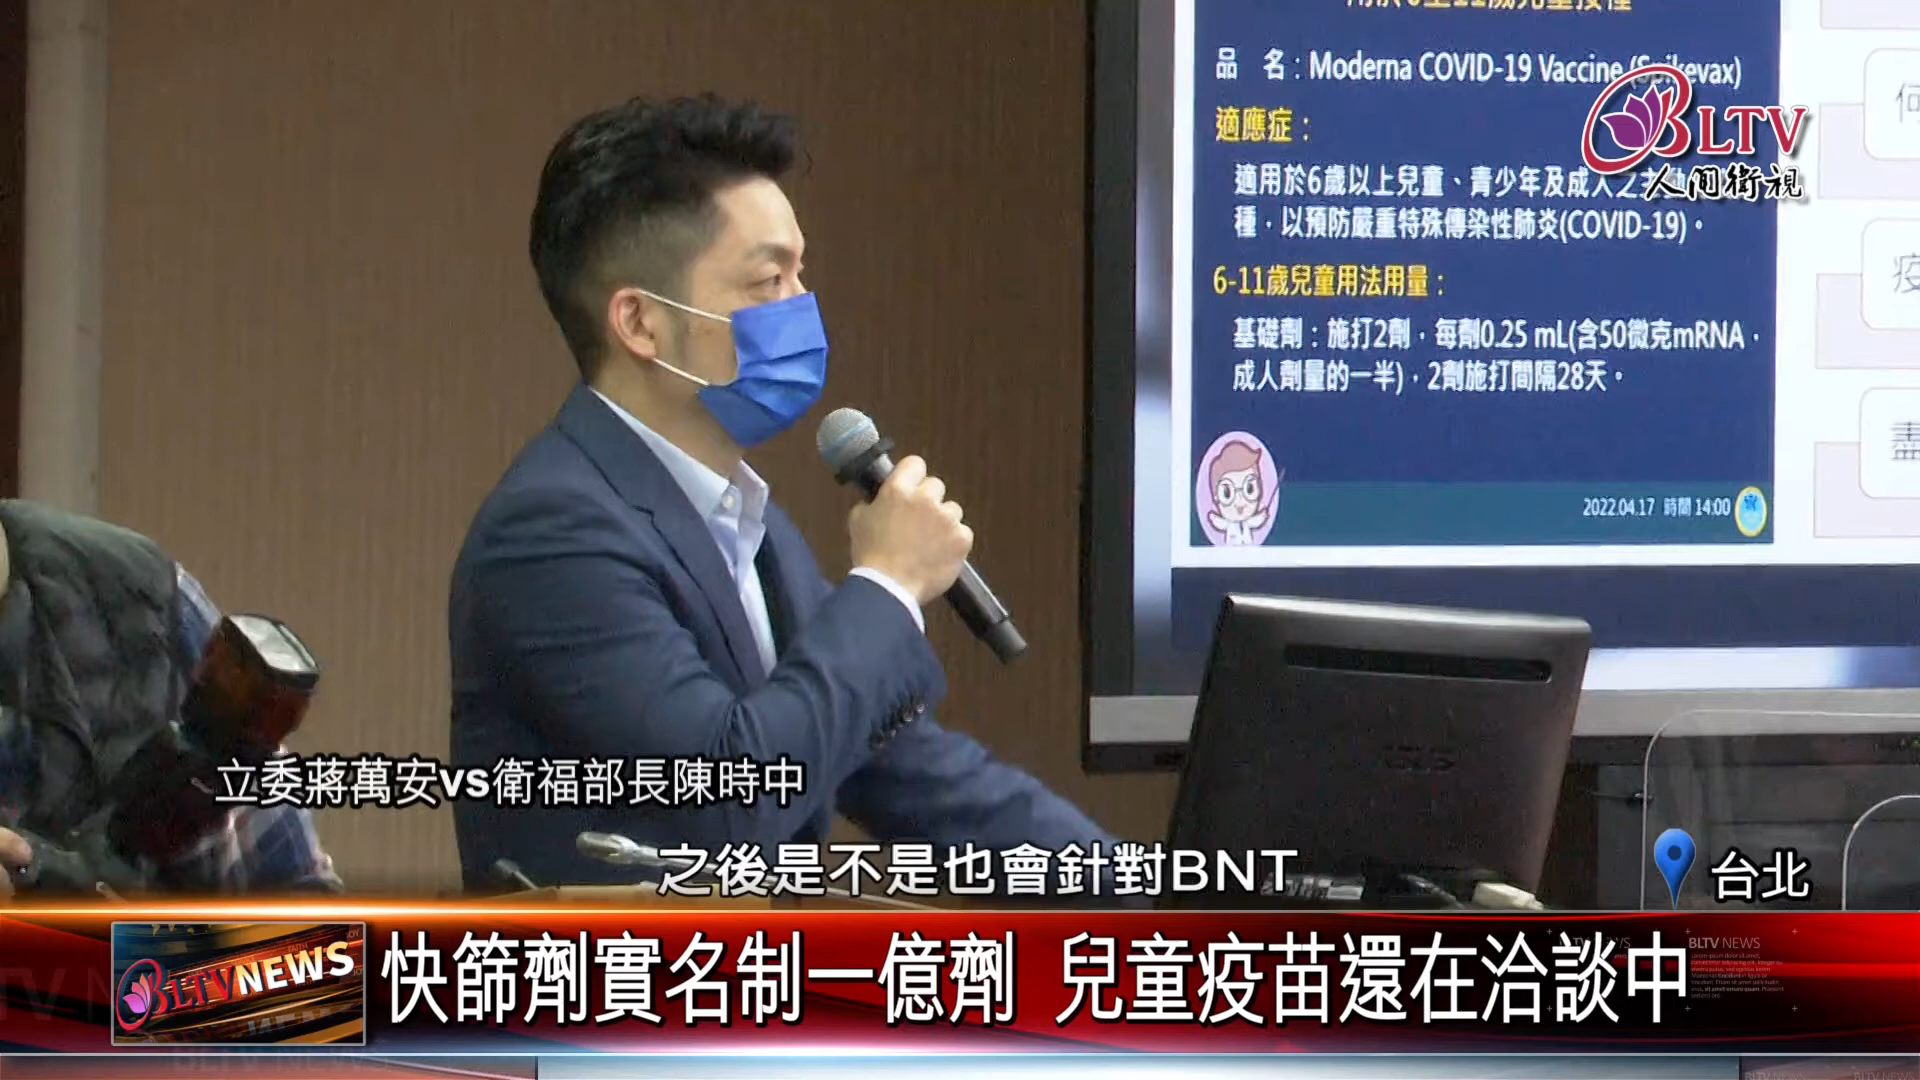 品 名：Moderna COVID-19 Vaccine (Spikevax)
BLTV
人間衛視
適應症：
適用於6歲以上兒童、青少年及成人之主
種，以預防嚴重特殊傳染性肺炎(COVID-19)。
6-11歲兒童用法用量：
基礎劑：施打2劑，每劑0.25 mL(含50微克mRNA，
成人劑量的一半)，2劑施打間隔28天。
2022.04.17 時間 14:00
立委蔣萬安vs衛福部長陳時中
之後是不是也會針對BNT
台北
BLTVNEWS
快篩劑實名制一億劑 兒童疫苗還在洽談中
BLTV NEWS